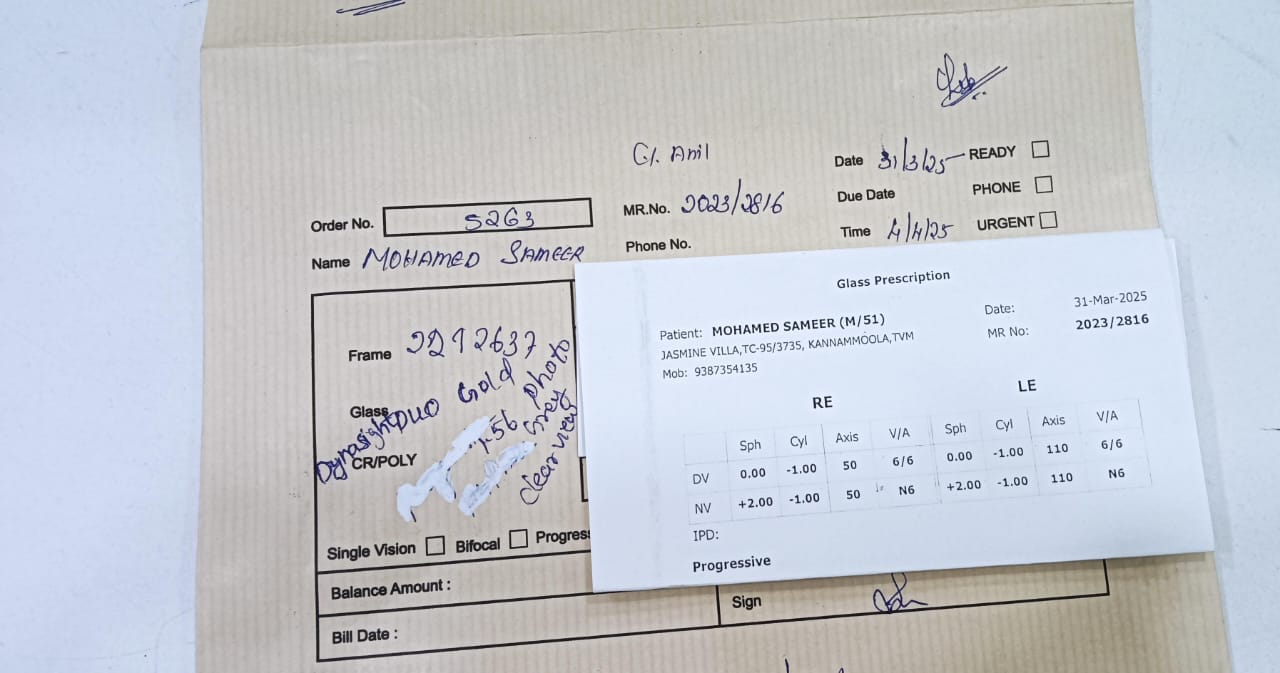 G/. Anil
Date 31/3/25 READY
MR.No. 2023/2816
Due Date PHONE
Order No. 5263
Time 4/4/25 URGENT
Name MOHAMED SAMEER
Phone No.
Frame 2212637
Glass Dynasight DUO Gold
1.56 photo
grey
clear view
CR/POLY
Single Vision Bifocal Progres
Balance Amount :
Bill Date :
Sign
Glass Prescription
Patient: MOHAMED SAMEER (M/51) Date: 31-Mar-2025
JASMINE VILLA,TC-95/3735, KANNAMMOOLA,TVM MR No: 2023/2816
Mob: 9387354135
RE LE
Sph Cyl Axis V/A Sph Cyl Axis V/A
DV 0.00 -1.00 50 6/6 0.00 -1.00 110 6/6
NV +2.00 -1.00 50 N6 +2.00 -1.00 110 N6
IPD:
Progressive